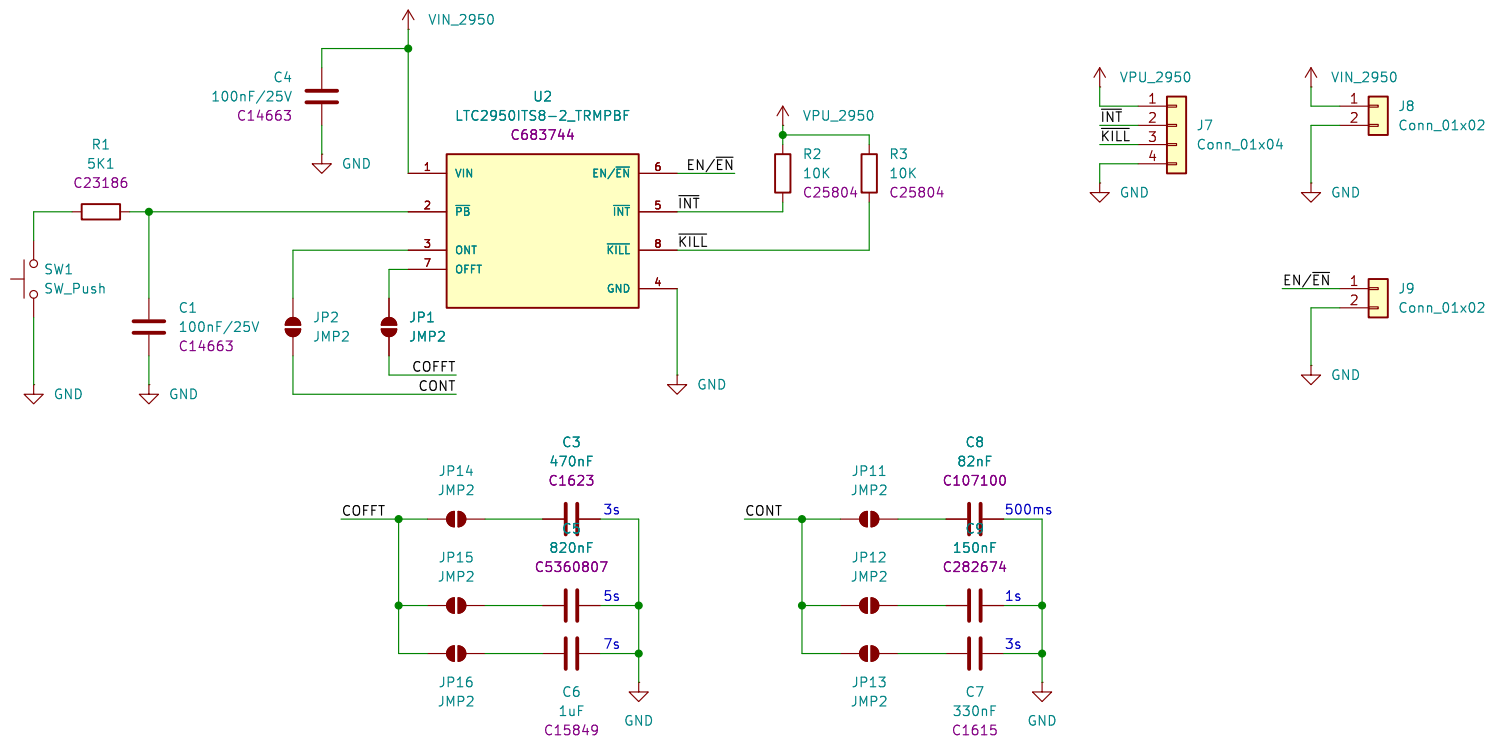 VIN_2950
C4
100nF/25V
C14663
GND
U2
LTC2950ITS8-2_TRMPBF
C683744
1 VIN
2 PB
3 ONT
7 OFFT
EN/EN 6
INT 5
KILL 8
GND 4
EN/EN
INT
KILL
GND
VPU_2950
R2
10K
C25804
R3
10K
C25804
R1
5K1
C23186
SW1
SW_Push
GND
C1
100nF/25V
C14663
GND
JP2
JMP2
JP1
JMP2
COFFT
CONT
VPU_2950
1
INT 2
KILL 3
4
J7
Conn_01x04
GND
VIN_2950
1
2
J8
Conn_01x02
GND
EN/EN 1
2
J9
Conn_01x02
GND
COFFT
JP14
JMP2
C3
470nF
C1623
3s
JP15
JMP2
C5
820nF
C5360807
5s
JP16
JMP2
7s
C6
1uF
C15849
GND
CONT
JP11
JMP2
C8
82nF
C107100
500ms
JP12
JMP2
C9
150nF
C282674
1s
JP13
JMP2
3s
C7
330nF
C1615
GND